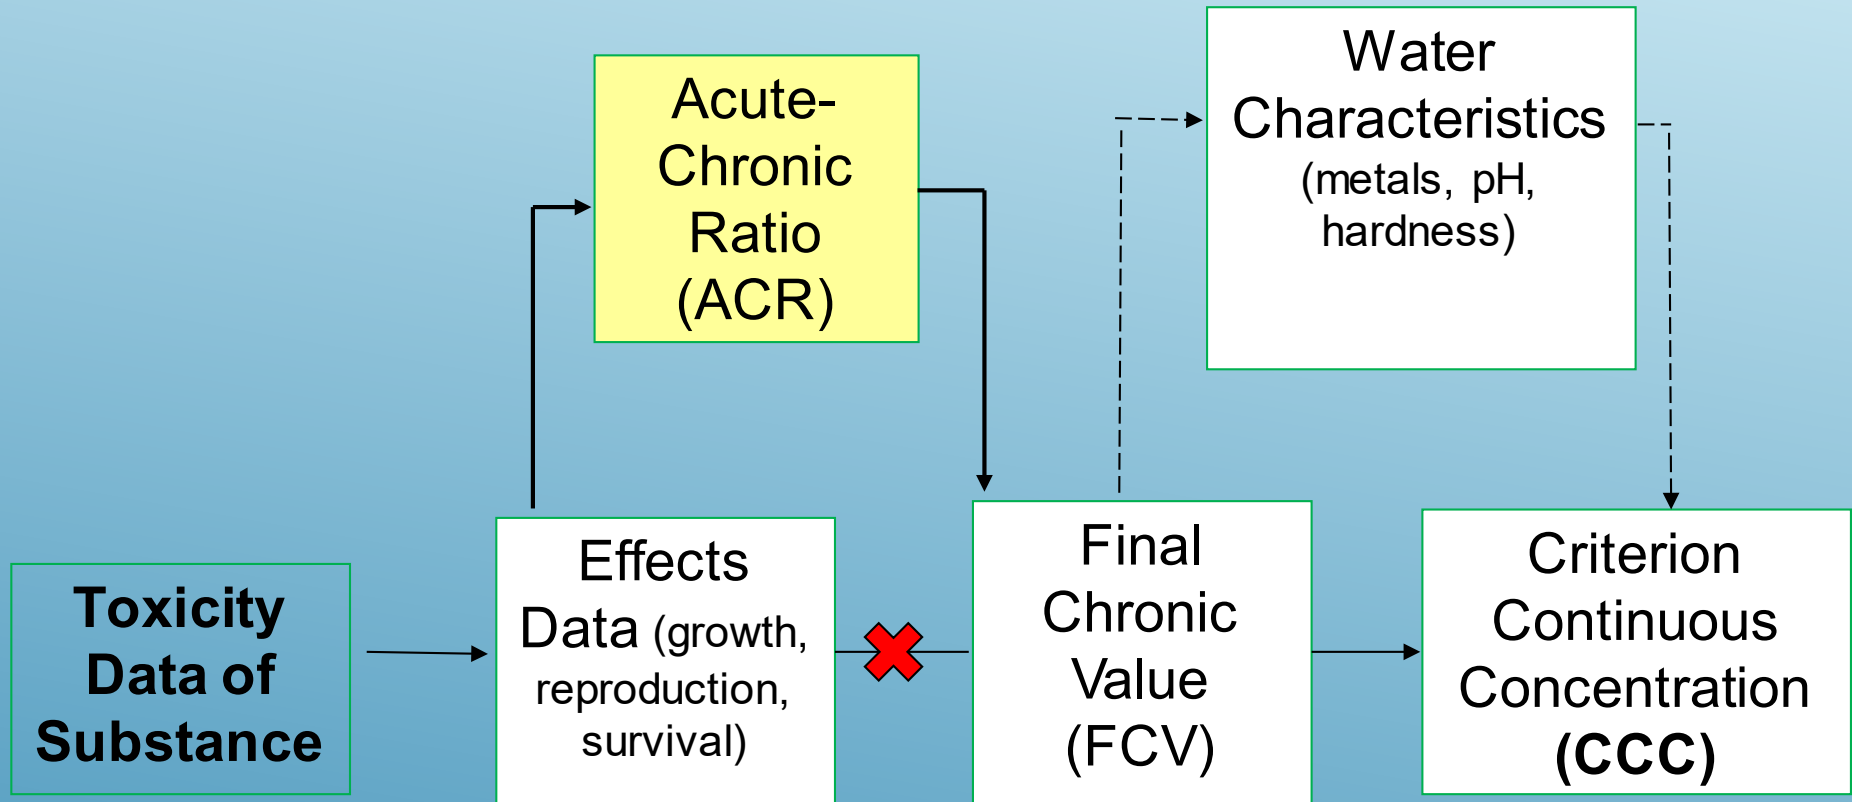 Toxicity
Data of
Substance
Effects
Data (growth,
reproduction,
survival)
Acute-
Chronic
Ratio
(ACR)
Final
Chronic
Value
(FCV)
Water
Characteristics
(metals, pH,
hardness)
Criterion
Continuous
Concentration
(CCC)